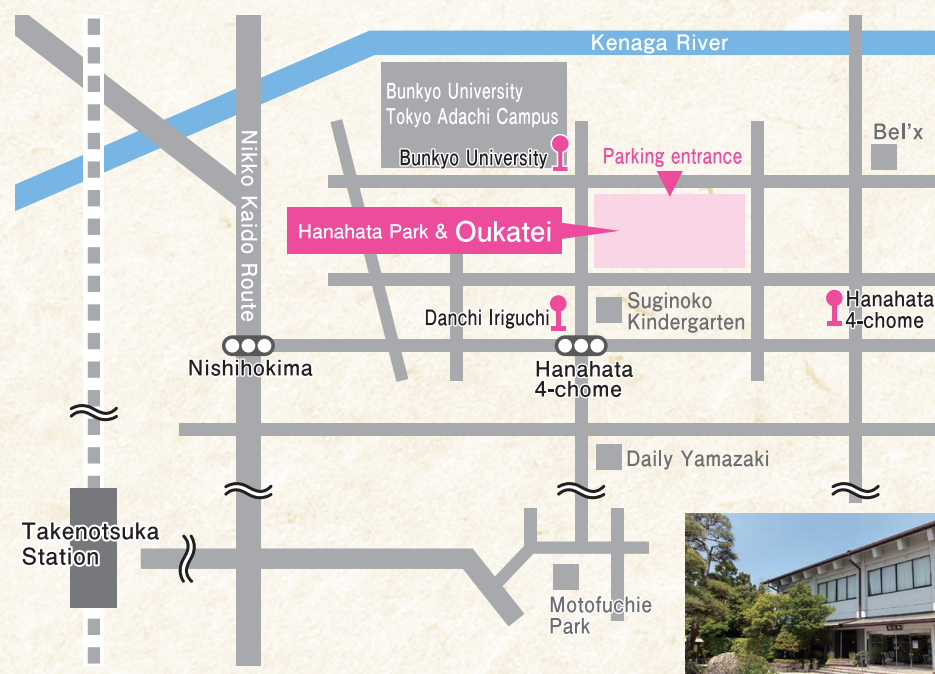 Kenaga River
Bunkyo University
Tokyo Adachi Campus
Bunkyo University
Parking entrance
Bel’x
Nikko Kaido Route
Hanahata Park & Oukatei
Danchi Iriguchi
Suginoko
Kindergarten
Hanahata
4-chome
Nishihokima
Hanahata
4-chome
Daily Yamazaki
Takenotsuka
Station
Motofuchie
Park